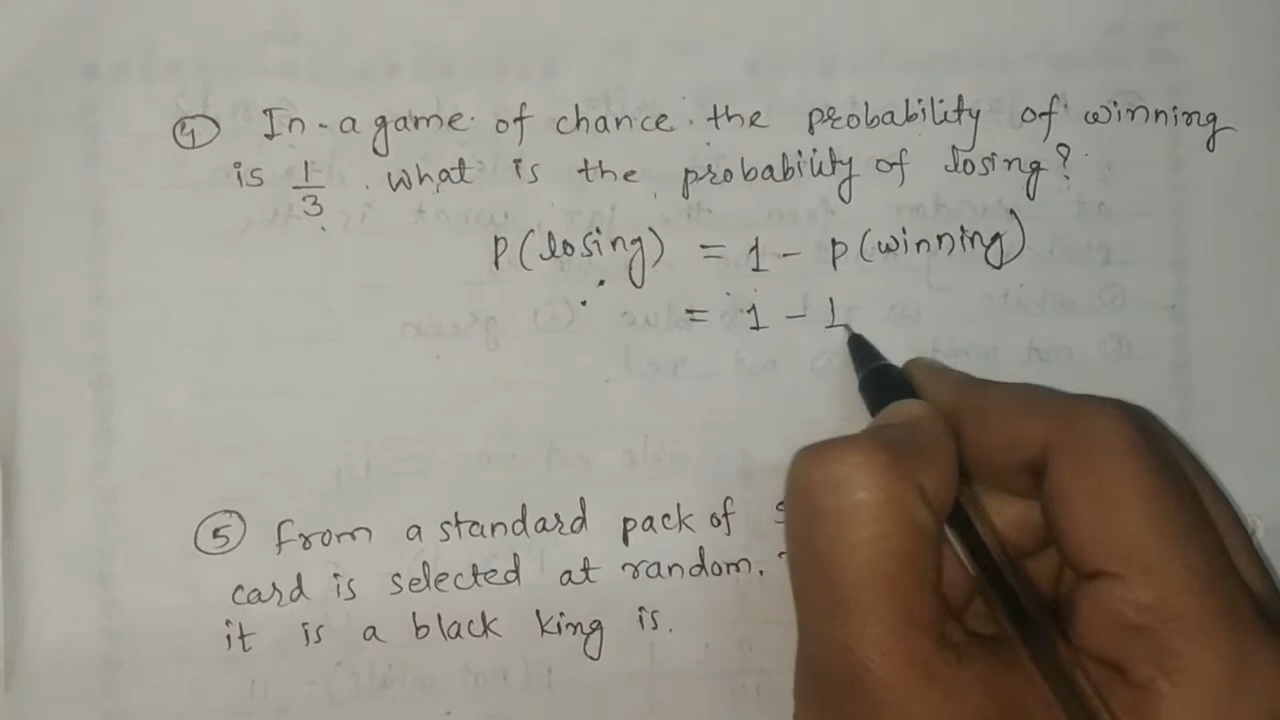 ④ In a game of chance the probability of winning
is 1/3. what is the probability of losing?
P(losing) = 1 - P(winning)
∴ = 1 - 1
⑤ From a standard pack of
card is selected at random.
it is a black king is.